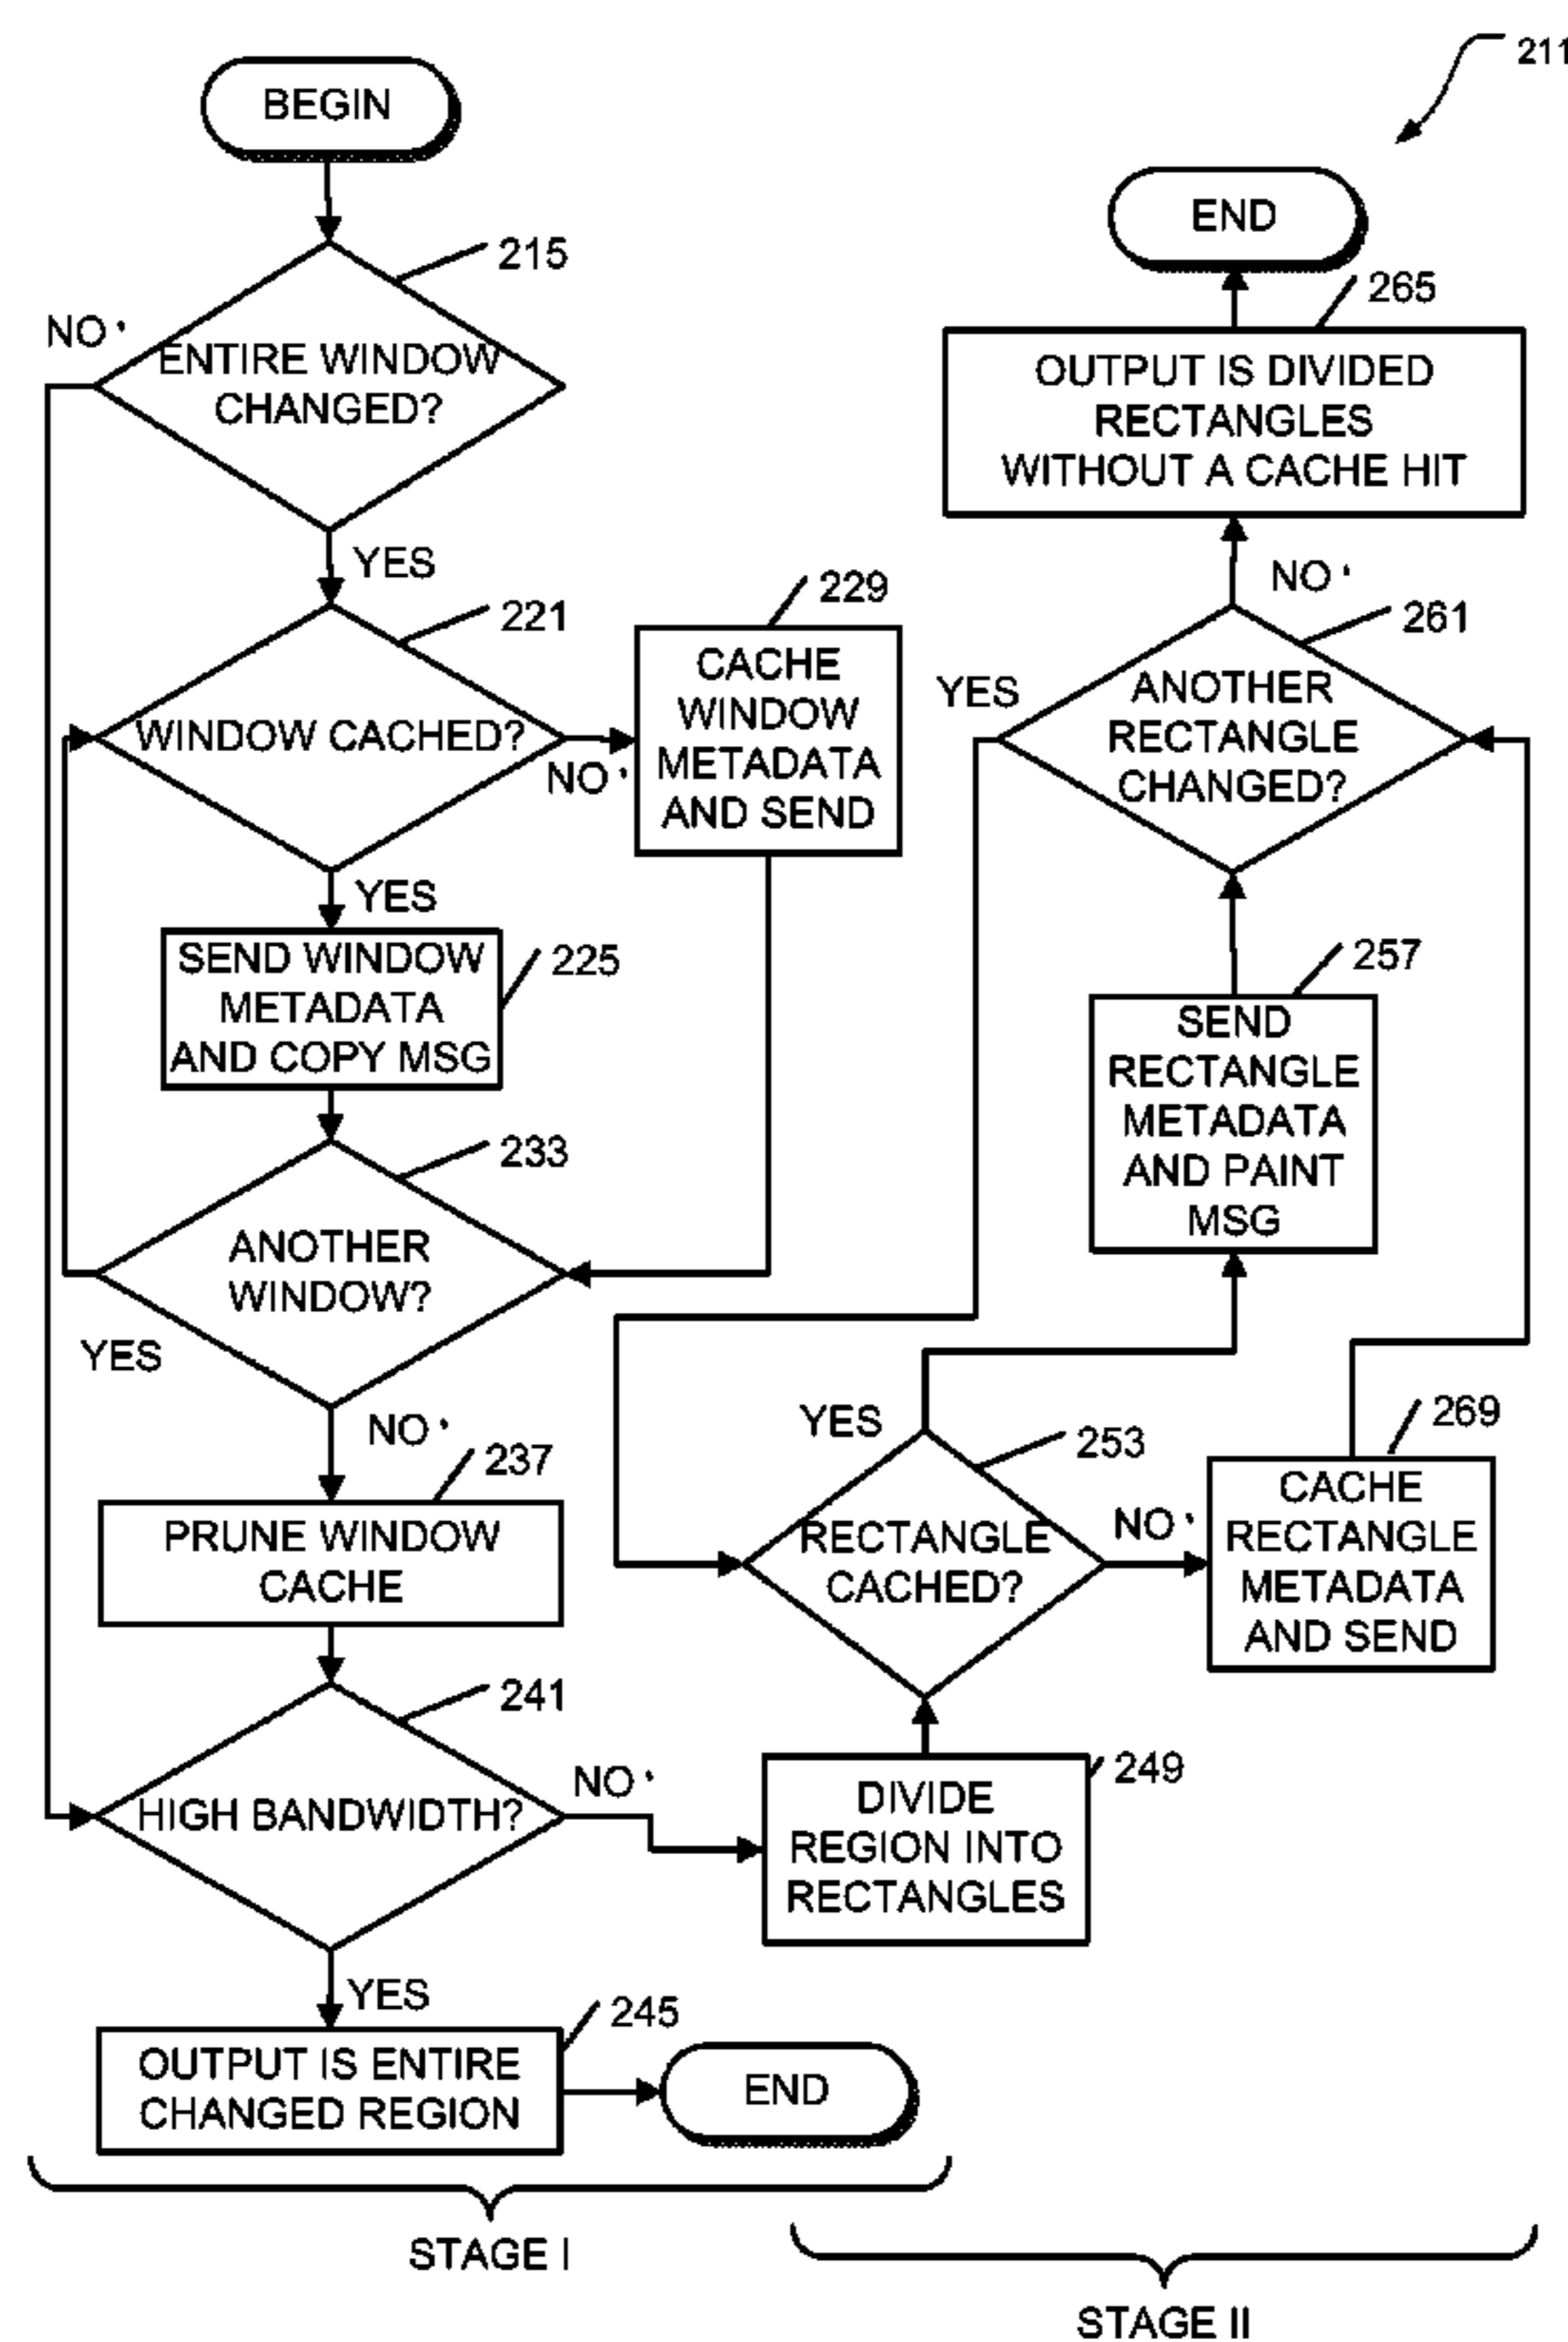 211
BEGIN
215
NO
ENTIRE WINDOW
CHANGED?
YES
221
WINDOW CACHED?
NO
229
CACHE
WINDOW
METADATA
AND SEND
YES
SEND WINDOW
METADATA
AND COPY MSG
225
233
ANOTHER
WINDOW?
YES
NO
237
PRUNE WINDOW
CACHE
241
HIGH BANDWIDTH?
NO
YES
245
OUTPUT IS ENTIRE
CHANGED REGION
END
STAGE I
249
DIVIDE
REGION INTO
RECTANGLES
253
YES
RECTANGLE
CACHED?
NO
269
CACHE
RECTANGLE
METADATA
AND SEND
257
SEND
RECTANGLE
METADATA
AND PAINT
MSG
261
YES
ANOTHER
RECTANGLE
CHANGED?
NO
265
OUTPUT IS DIVIDED
RECTANGLES
WITHOUT A CACHE HIT
END
STAGE II